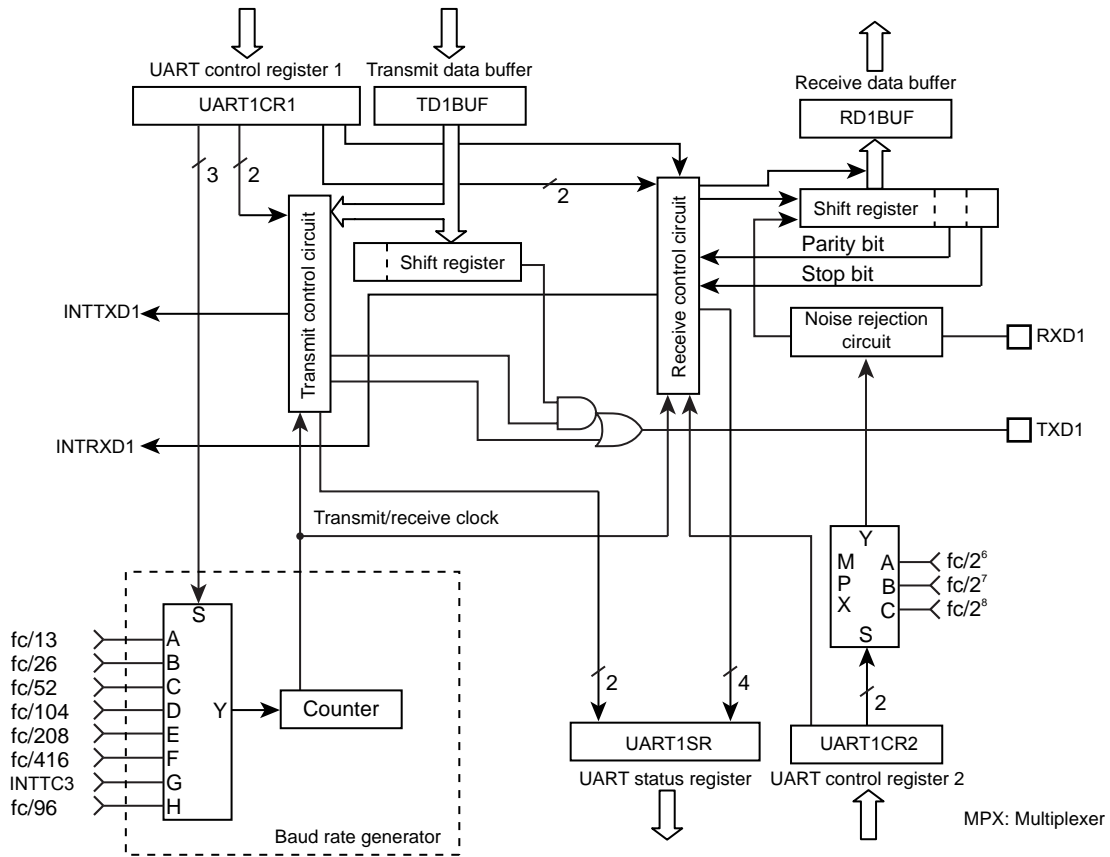 UART control register 1
Transmit data buffer
Receive data buffer
UART1CR1
TD1BUF
RD1BUF
3
2
2
Transmit control circuit
Shift register
Receive control circuit
Shift register
Parity bit
Stop bit
INTTXD1
Noise rejection
circuit
RXD1
INTRXD1
TXD1
Transmit/receive clock
Y
M
P
X
A
B
C
S
fc/2⁶
fc/2⁷
fc/2⁸
S
fc/13
A
fc/26
B
fc/52
C
fc/104
D
fc/208
E
fc/416
F
INTTC3
G
fc/96
H
Y
Counter
2
4
2
UART1SR
UART1CR2
UART status register
UART control register 2
Baud rate generator
MPX: Multiplexer